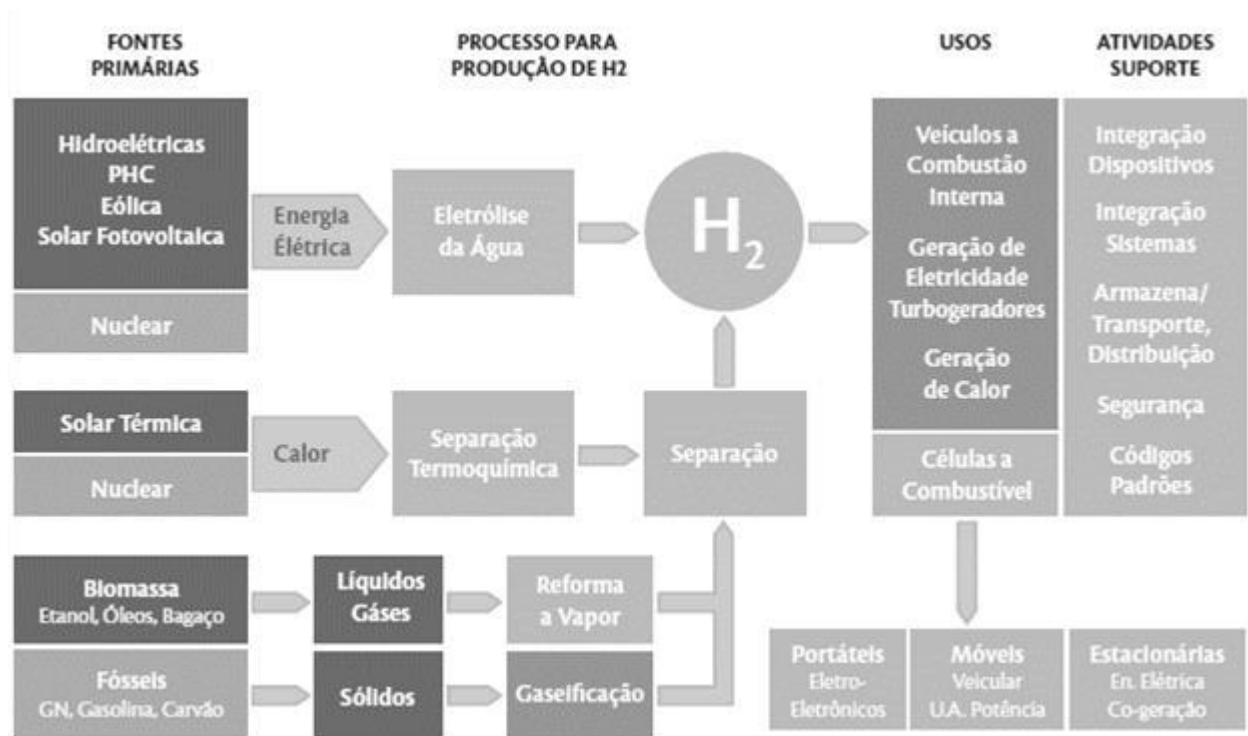 FONTES
PRIMÁRIAS
PROCESSO PARA
PRODUÇÃO DE H2
USOS
ATIVIDADES
SUPORTE
Hidroelétricas
PHC
Eólica
Solar Fotovoltaica
Nuclear
Energia
Élétrica
Eletrólise
da Água
H2
Veículos a
Combustão
Interna
Geração de
Eletricidade
Turbogeradores
Geração
de Calor
Células a
Combustível
Integração
Dispositivos
Integração
Sistemas
Armazena/
Transporte,
Distribuição
Segurança
Códigos
Padrões
Solar Térmica
Nuclear
Calor
Separação
Termoquímica
Separação
Biomassa
Etanol, Óleos, Bagaço
Líquidos
Gáses
Reforma
a Vapor
Fósseis
GN, Gasolina, Carvão
Sólidos
Gaseificação
Portáteis
Eletro-
Eletrônicos
Móveis
Veicular
U.A. Potência
Estacionárias
En. Elétrica
Co-geração